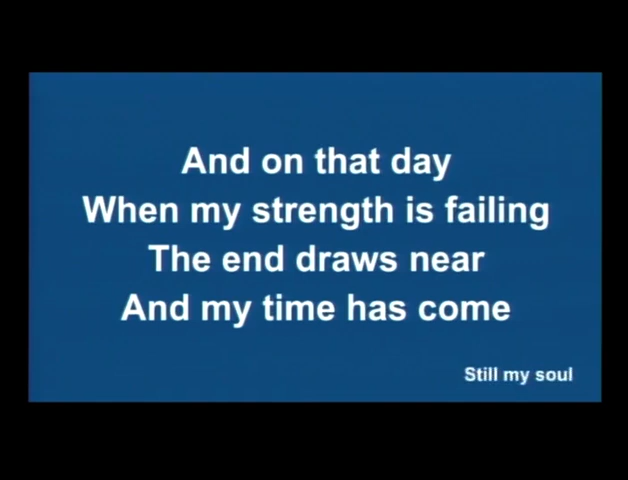 And on that day
When my strength is failing
The end draws near
And my time has come
Still my soul